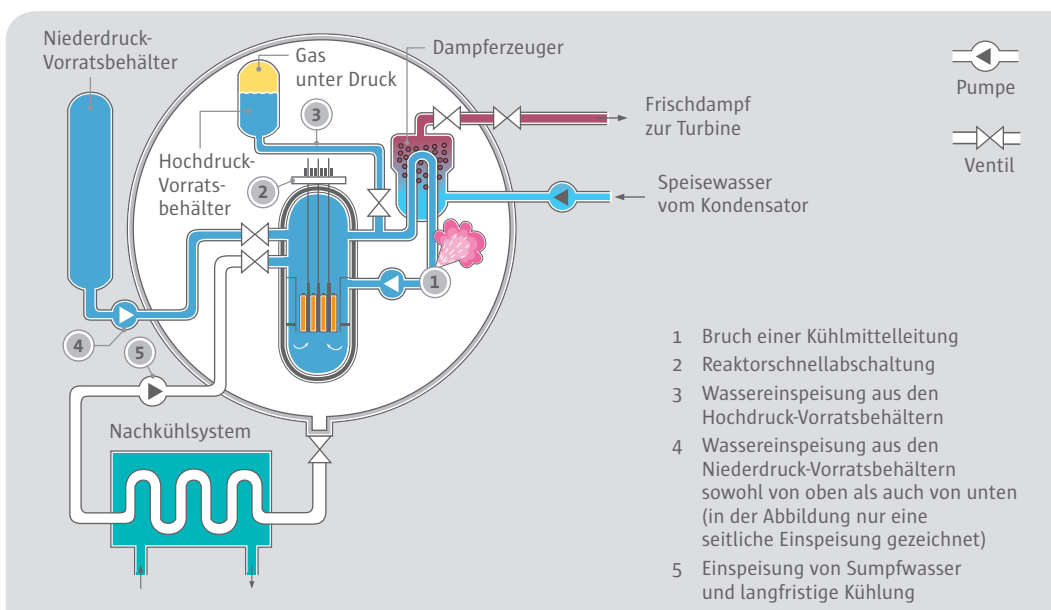 Niederdruck-
Vorratsbehälter
Gas
unter Druck
Dampferzeuger
Pumpe
Ventil
3
Frischdampf
zur Turbine
Hochdruck-
Vorrats-
behälter
2
Speisewasser
vom Kondensator
1
4
5
Nachkühlsystem
1 Bruch einer Kühlmittelleitung
2 Reaktorschnellabschaltung
3 Wassereinspeisung aus den
Hochdruck-Vorratsbehältern
4 Wassereinspeisung aus den
Niederdruck-Vorratsbehältern
sowohl von oben als auch von unten
(in der Abbildung nur eine
seitliche Einspeisung gezeichnet)
5 Einspeisung von Sumpfwasser
und langfristige Kühlung